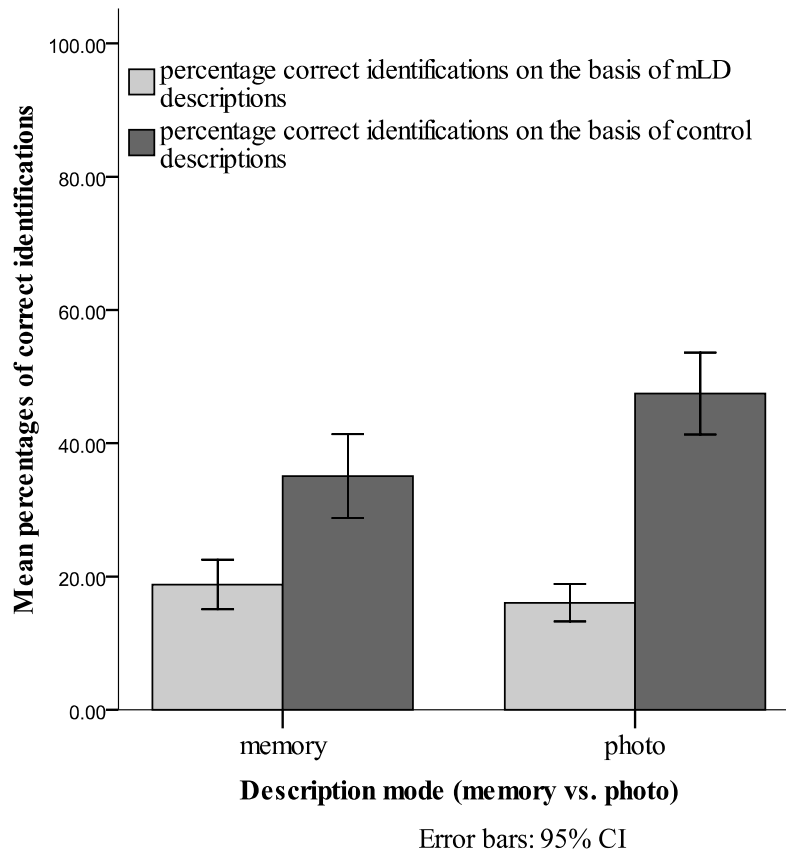 100.00
percentage correct identifications on the basis of mLD
descriptions
percentage correct identifications on the basis of control
descriptions
80.00
60.00
40.00
20.00
0.00
Mean percentages of correct identifications
memory
photo
Description mode (memory vs. photo)
Error bars: 95% CI